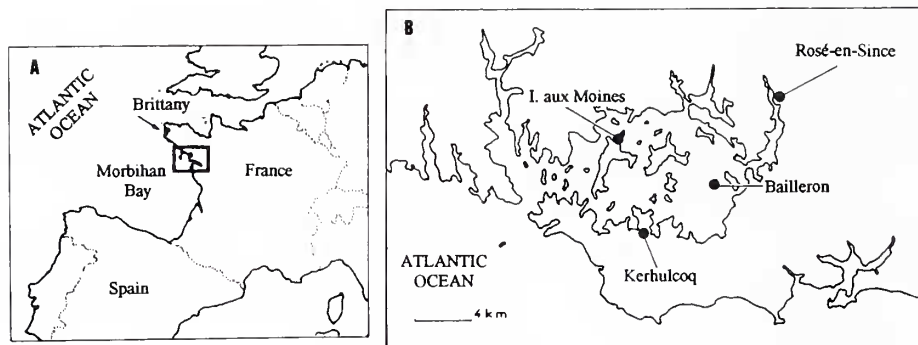 A
ATLANTIC
OCEAN
Brittany
Morbihan
Bay
France
Spain
B
Rosé-en-Since
I. aux Moines
Bailleron
Kerhulcoq
ATLANTIC
OCEAN
4 km